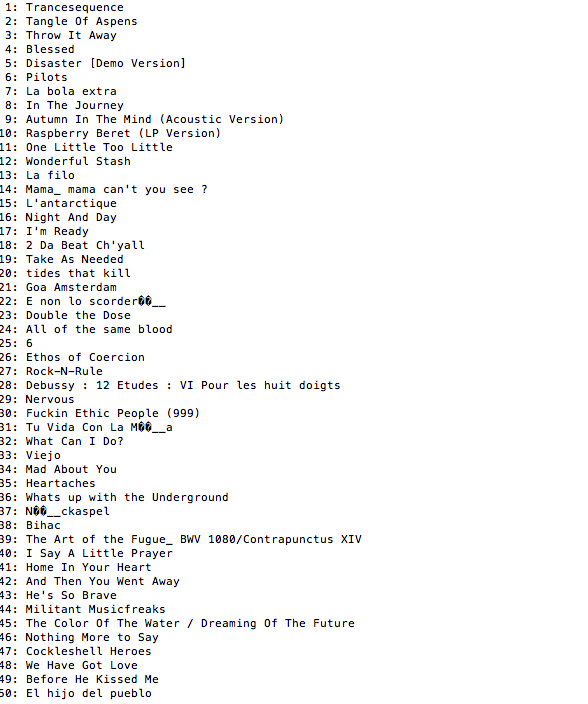 1: Trancesequence
2: Tangle Of Aspens
3: Throw It Away
4: Blessed
5: Disaster [Demo Version]
6: Pilots
7: La bola extra
8: In The Journey
9: Autumn In The Mind (Acoustic Version)
10: Raspberry Beret (LP Version)
11: One Little Too Little
12: Wonderful Stash
13: La filo
14: Mama_ mama can't you see ?
15: L'antarctique
16: Night And Day
17: I'm Ready
18: 2 Da Beat Ch'yall
19: Take As Needed
20: tides that kill
21: Goa Amsterdam
22: E non lo scorder��__
23: Double the Dose
24: All of the same blood
25: 6
26: Ethos of Coercion
27: Rock-N-Rule
28: Debussy : 12 Etudes : VI Pour les huit doigts
29: Nervous
30: Fuckin Ethic People (999)
31: Tu Vida Con La M��__a
32: What Can I Do?
33: Viejo
34: Mad About You
35: Heartaches
36: Whats up with the Underground
37: N��__ckaspel
38: Bihac
39: The Art of the Fugue_ BWV 1080/Contrapunctus XIV
40: I Say A Little Prayer
41: Home In Your Heart
42: And Then You Went Away
43: He's So Brave
44: Militant Musicfreaks
45: The Color Of The Water / Dreaming Of The Future
46: Nothing More to Say
47: Cockleshell Heroes
48: We Have Got Love
49: Before He Kissed Me
50: El hijo del pueblo